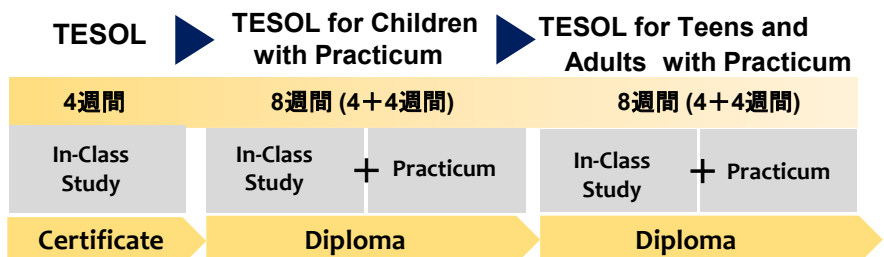 TESOL
TESOL for Children
with Practicum
TESOL for Teens and
Adults with Practicum
4週間
8週間 (4＋4週間)
8週間 (4＋4週間)
In-Class
Study
In-Class
Study
+ Practicum
In-Class
Study
+ Practicum
Certificate
Diploma
Diploma